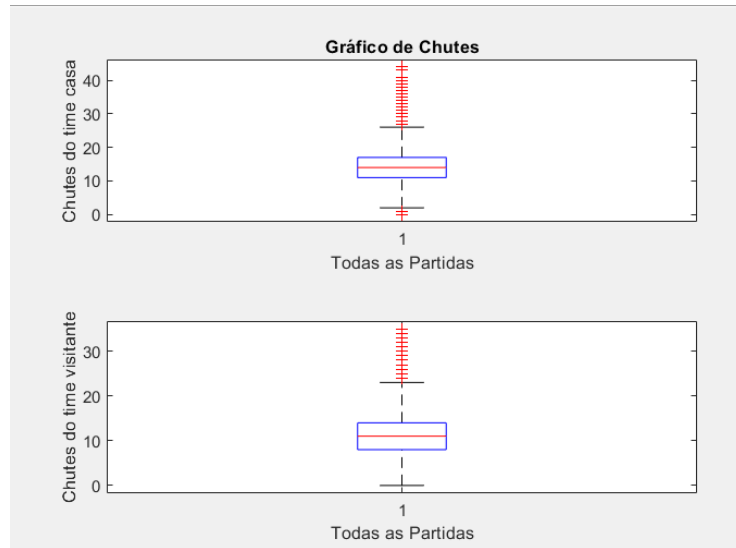 Gráfico de Chutes
Chutes do time casa
40
30
20
10
0
1
Todas as Partidas
Chutes do time visitante
30
20
10
0
1
Todas as Partidas